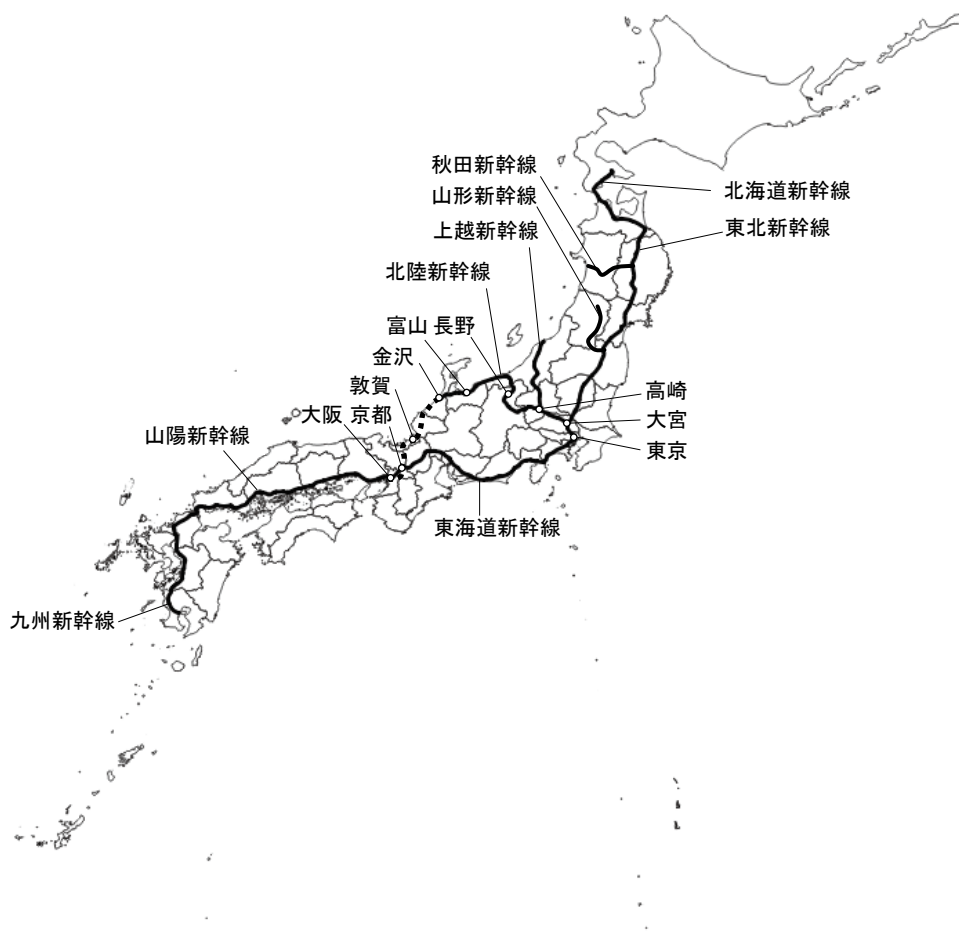 秋田新幹線
山形新幹線
上越新幹線
北陸新幹線
富山 長野
金沢
敦賀
大阪 京都
山陽新幹線
北海道新幹線
東北新幹線
高崎
大宮
東京
東海道新幹線
九州新幹線